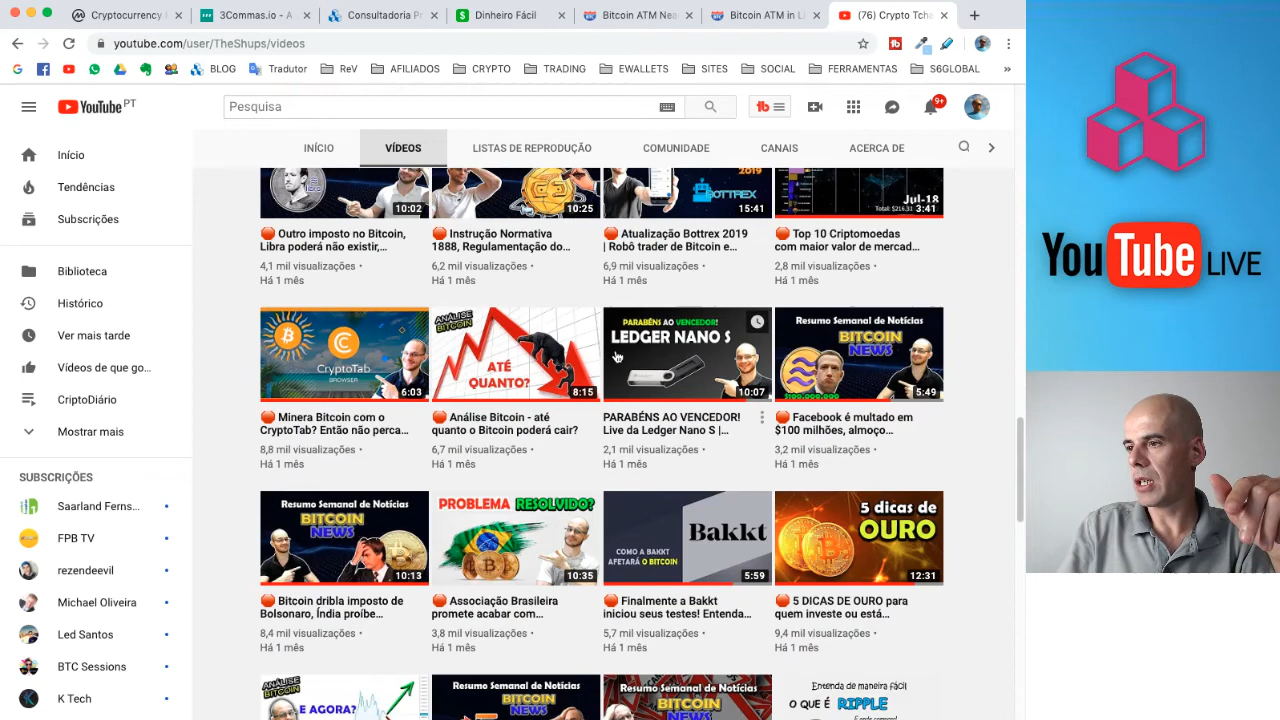 Cryptocurrency M
3Commas.io - A
Consultadoria P
Dinheiro Fácil
Bitcoin ATM Nea
Bitcoin ATM in Li
(76) Crypto Tcha
youtube.com/user/TheShups/videos
BLOG
Tradutor
ReV
AFILIADOS
CRYPTO
TRADING
EWALLETS
SITES
SOCIAL
FERRAMENTAS
S6GLOBAL
»
YouTube PT
Pesquisa
tb
9+
INÍCIO
VÍDEOS
LISTAS DE REPRODUÇÃO
COMUNIDADE
CANAIS
ACERCA DE
Início
Tendências
Subscrições
Biblioteca
Histórico
Ver mais tarde
Vídeos de que go...
CriptoDiário
Mostrar mais
SUBSCRIÇÕES
Saarland Ferns...
FPB TV
rezendeevil
Michael Oliveira
Led Santos
BTC Sessions
K Tech
10:02
10:25
2019
BOTTREX
15:41
Jul-18
Total: $216.31
3:41
Outro imposto no Bitcoin,
Libra poderá não existir,...
4,1 mil visualizações •
Há 1 mês
Instrução Normativa
1888, Regulamentação do...
6,2 mil visualizações •
Há 1 mês
Atualização Bottrex 2019
| Robô trader de Bitcoin e...
6,9 mil visualizações •
Há 1 mês
Top 10 Criptomoedas
com maior valor de mercad...
2,8 mil visualizações •
Há 1 mês
CryptoTab
BROWSER
6:03
ANÁLISE
BITCOIN
ATÉ
QUANTO?
8:15
PARABÉNS AO VENCEDOR!
LEDGER NANO S
10:07
Resumo Semanal de Notícias
BITCOIN
NEWS
$100.000.000
5:49
Minera Bitcoin com o
CryptoTab? Então não perca...
8,8 mil visualizações •
Há 1 mês
Análise Bitcoin - até
quanto o Bitcoin poderá cair?
6,7 mil visualizações •
Há 1 mês
PARABÉNS AO VENCEDOR!
Live da Ledger Nano S |...
2,1 mil visualizações •
Há 1 mês
Facebook é multado em
$100 milhões, almoço...
3,2 mil visualizações •
Há 1 mês
Resumo Semanal de Notícias
BITCOIN
NEWS
10:13
PROBLEMA RESOLVIDO?
10:35
COMO A BAKKT
AFETARÁ O BITCOIN
Bakkt
5:59
5 dicas de
OURO
12:31
Bitcoin dribla imposto de
Bolsonaro, Índia proíbe...
8,4 mil visualizações •
Há 1 mês
Associação Brasileira
promete acabar com...
3,8 mil visualizações •
Há 1 mês
Finalmente a Bakkt
iniciou seus testes! Entenda...
5,7 mil visualizações •
Há 1 mês
5 DICAS DE OURO para
quem investe ou está...
9,4 mil visualizações •
Há 1 mês
ANÁLISE
BITCOIN
E AGORA?
Resumo Semanal de Notícias
BITCOIN
Resumo Semanal de Notícias
BITCOIN
Entenda de maneira fácil
O QUE É RIPPLE
YouTube LIVE